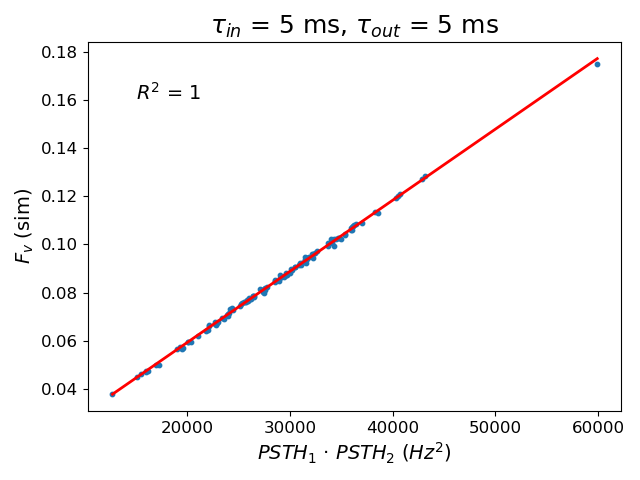 τ_in = 5 ms, τ_out = 5 ms
R² = 1
0.18
0.16
0.14
0.12
0.10
0.08
0.06
0.04
F_v (sim)
20000 30000 40000 50000 60000
PSTH₁ · PSTH₂ (Hz²)